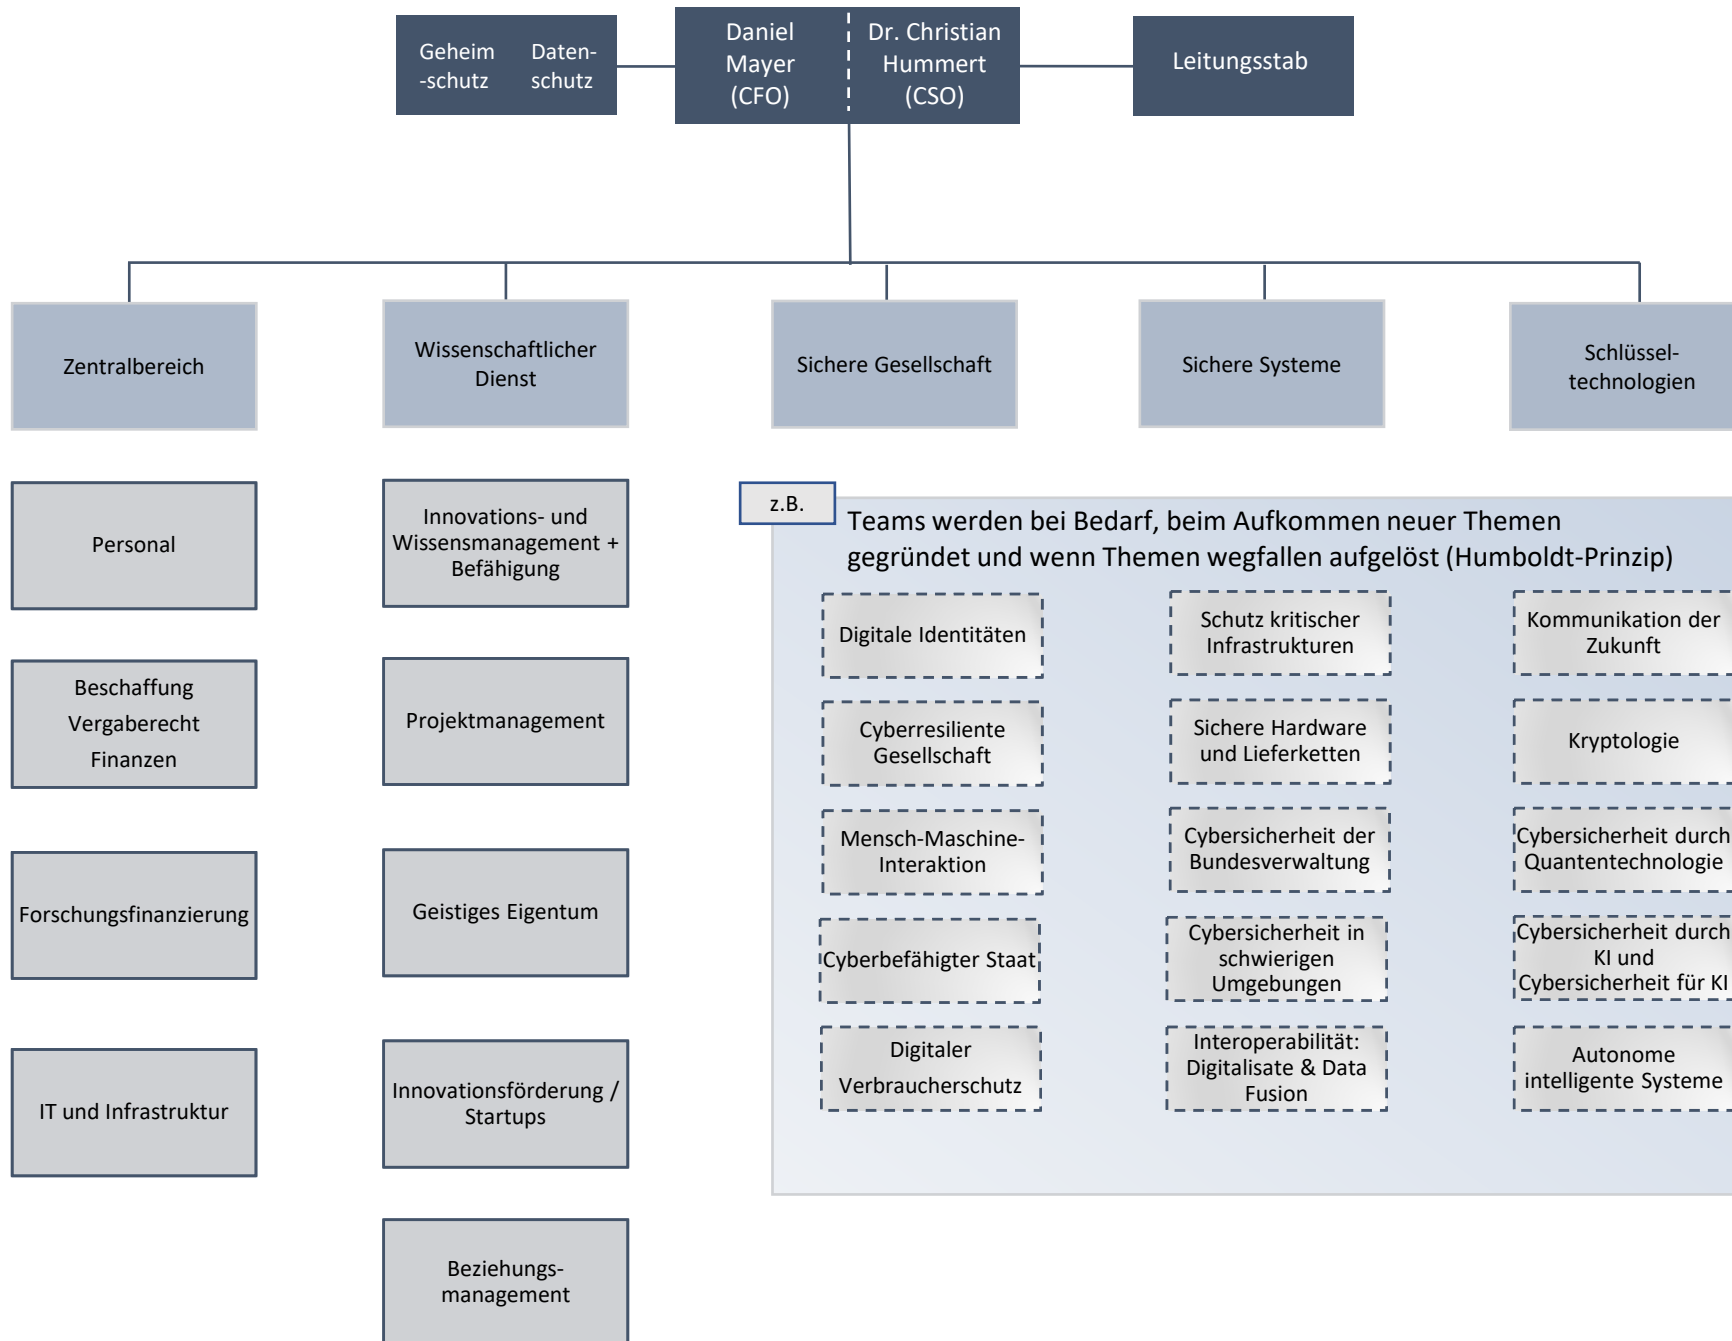 Geheim
-schutz
Daten-
schutz
Daniel
Mayer
(CFO)
Dr. Christian
Hummert
(CSO)
Leitungsstab
Zentralbereich
Wissenschaftlicher
Dienst
Sichere Gesellschaft
Sichere Systeme
Schlüssel-
technologien
Personal
Beschaffung
Vergaberecht
Finanzen
Forschungsfinanzierung
IT und Infrastruktur
Innovations- und
Wissensmanagement +
Befähigung
Projektmanagement
Geistiges Eigentum
Innovationsförderung /
Startups
Beziehungs-
management
z.B.
Teams werden bei Bedarf, beim Aufkommen neuer Themen
gegründet und wenn Themen wegfallen aufgelöst (Humboldt-Prinzip)
Digitale Identitäten
Cyberresiliente
Gesellschaft
Mensch-Maschine-
Interaktion
Cyberbefähigter Staat
Digitaler
Verbraucherschutz
Schutz kritischer
Infrastrukturen
Sichere Hardware
und Lieferketten
Cybersicherheit der
Bundesverwaltung
Cybersicherheit in
schwierigen
Umgebungen
Interoperabilität:
Digitalisate & Data
Fusion
Kommunikation der
Zukunft
Kryptologie
Cybersicherheit durch
Quantentechnologie
Cybersicherheit durch
KI und
Cybersicherheit für KI
Autonome
intelligente Systeme